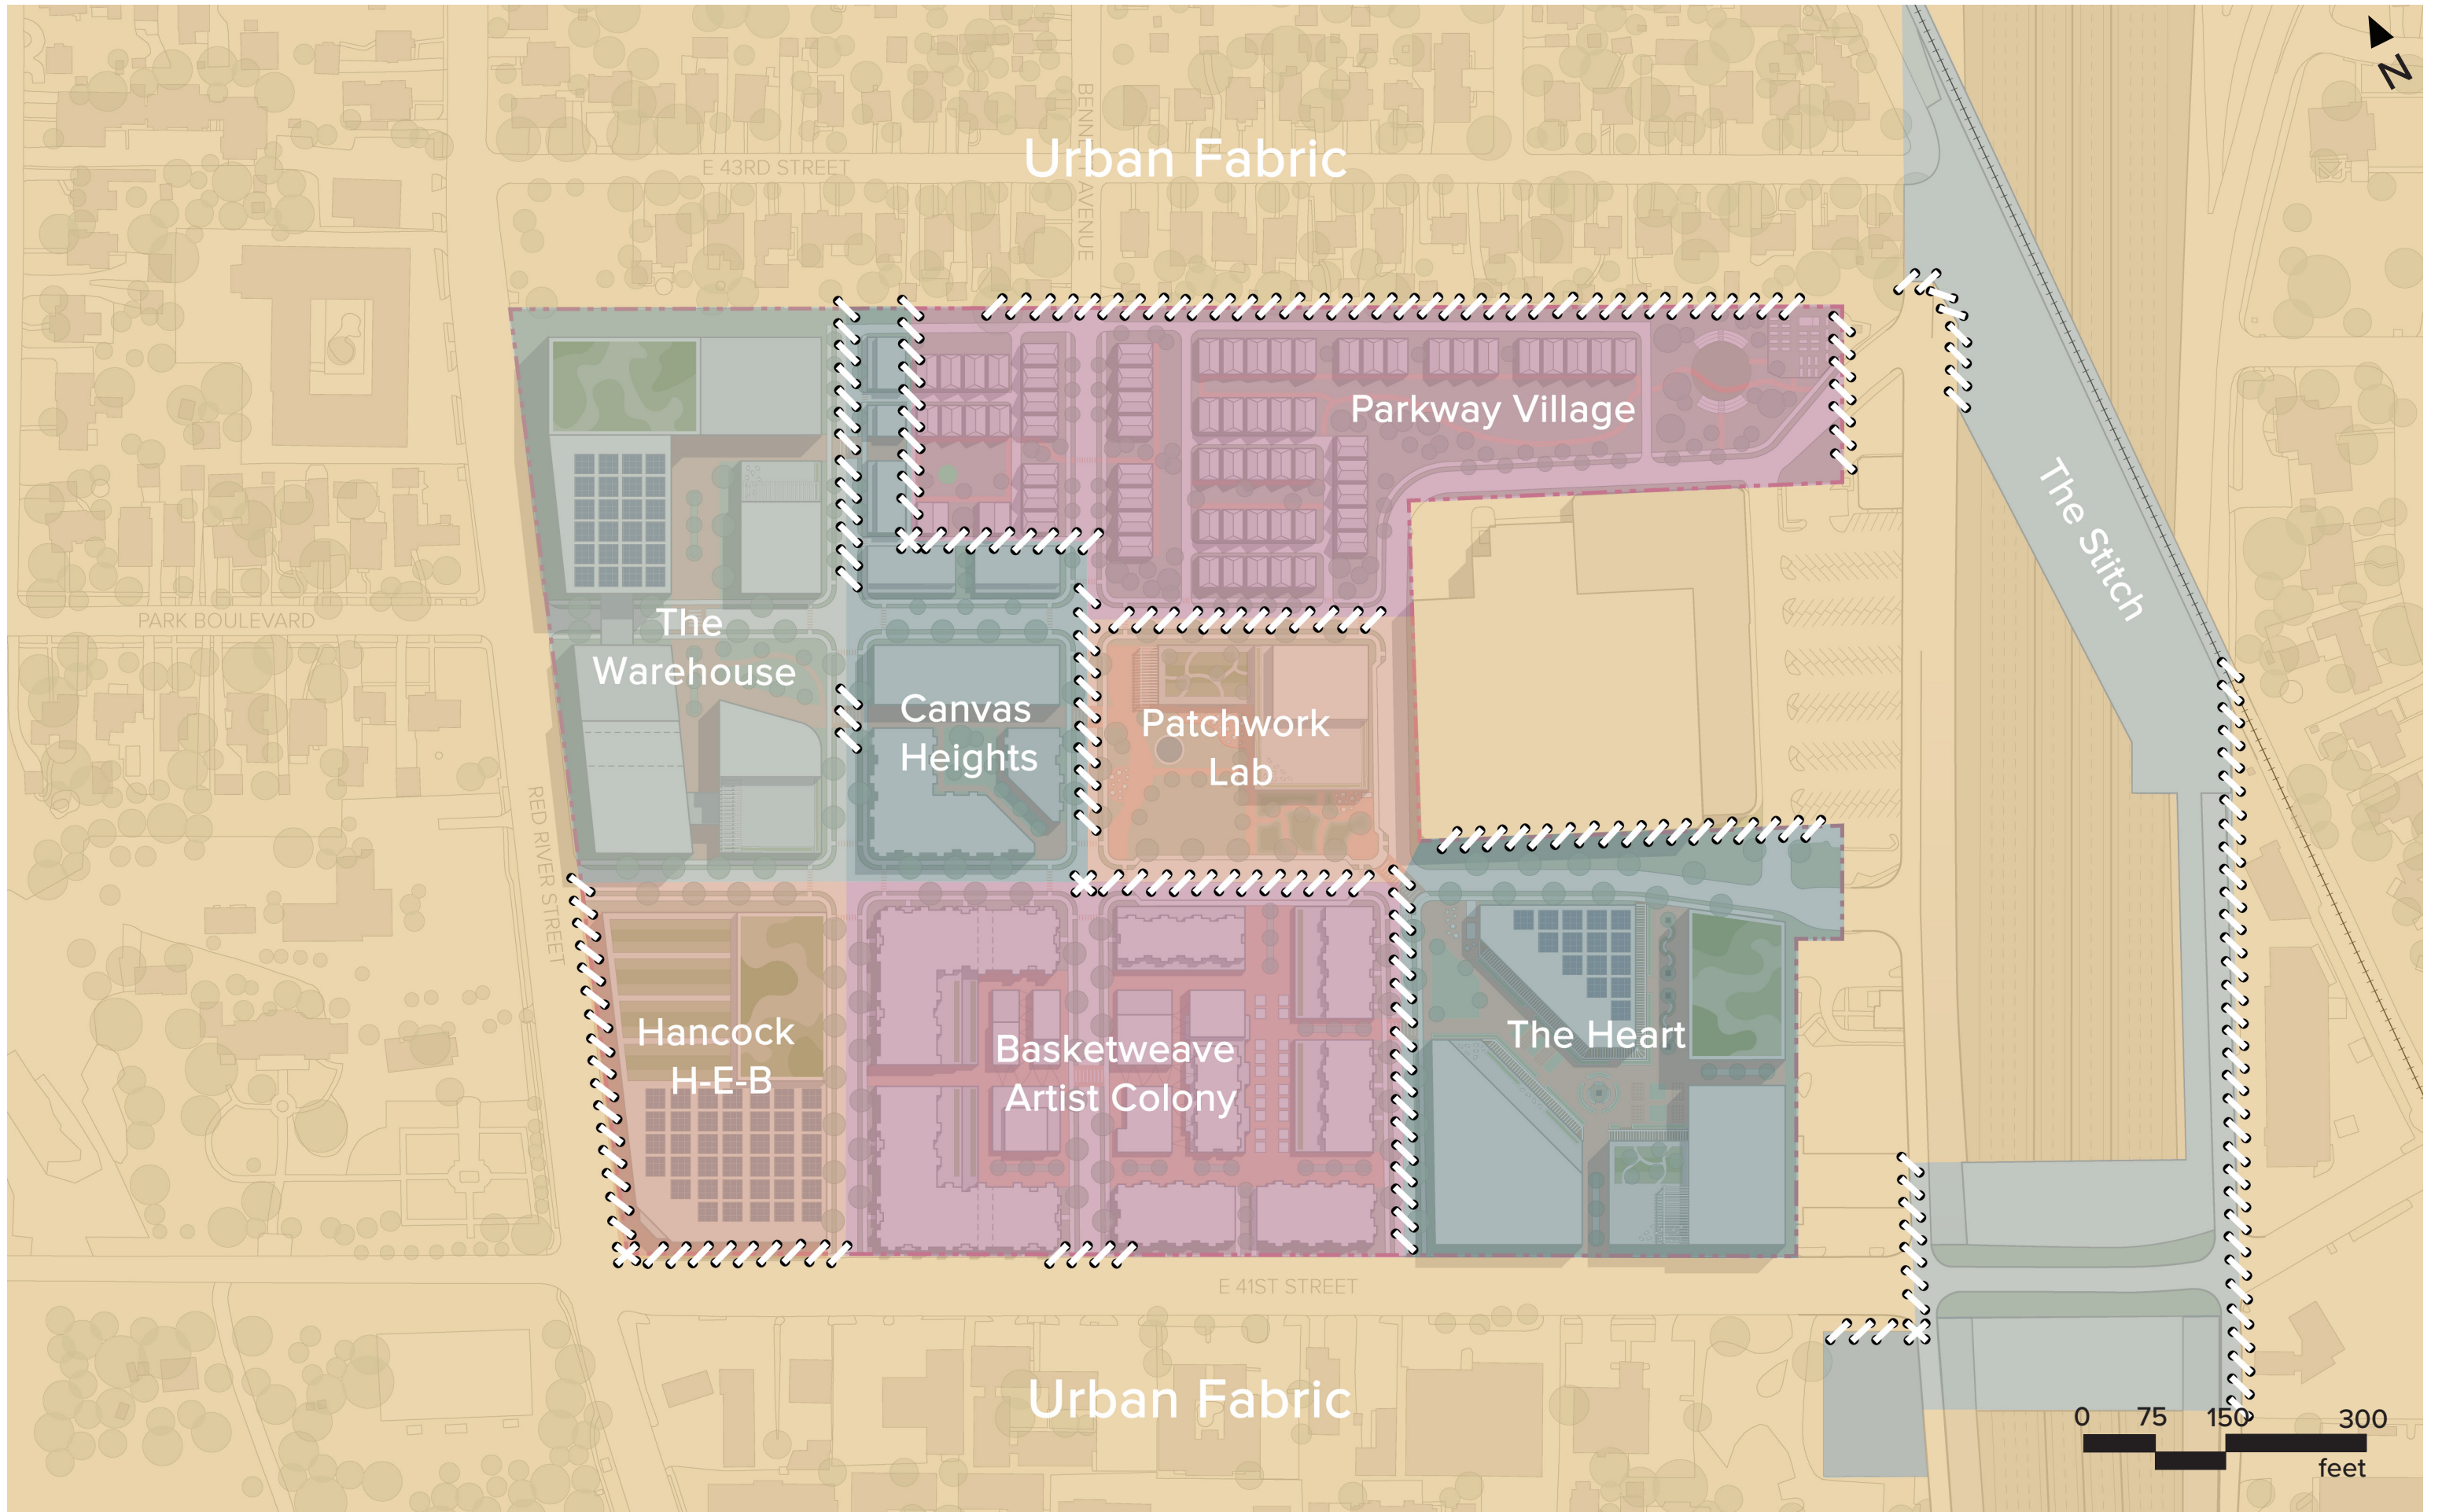 N
BENNETT AVENUE
Urban Fabric
E 43RD STREET
Parkway Village
The Stitch
PARK BOULEVARD
The
Warehouse
Canvas
Heights
Patchwork
Lab
RED RIVER STREET
Hancock
H-E-B
Basketweave
Artist Colony
The Heart
E 41ST STREET
Urban Fabric
0 75 150 300
feet